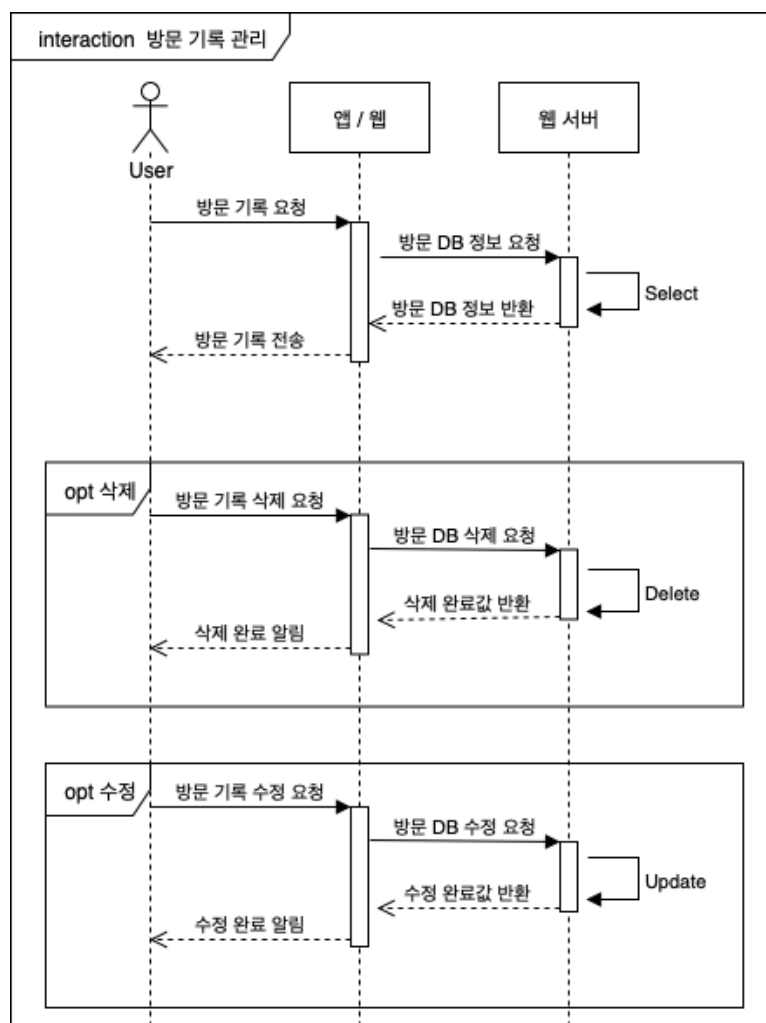 interaction 방문 기록 관리
User
앱 / 웹
웹 서버
방문 기록 요청
방문 DB 정보 요청
Select
방문 DB 정보 반환
방문 기록 전송
opt 삭제
방문 기록 삭제 요청
방문 DB 삭제 요청
Delete
삭제 완료값 반환
삭제 완료 알림
opt 수정
방문 기록 수정 요청
방문 DB 수정 요청
Update
수정 완료값 반환
수정 완료 알림